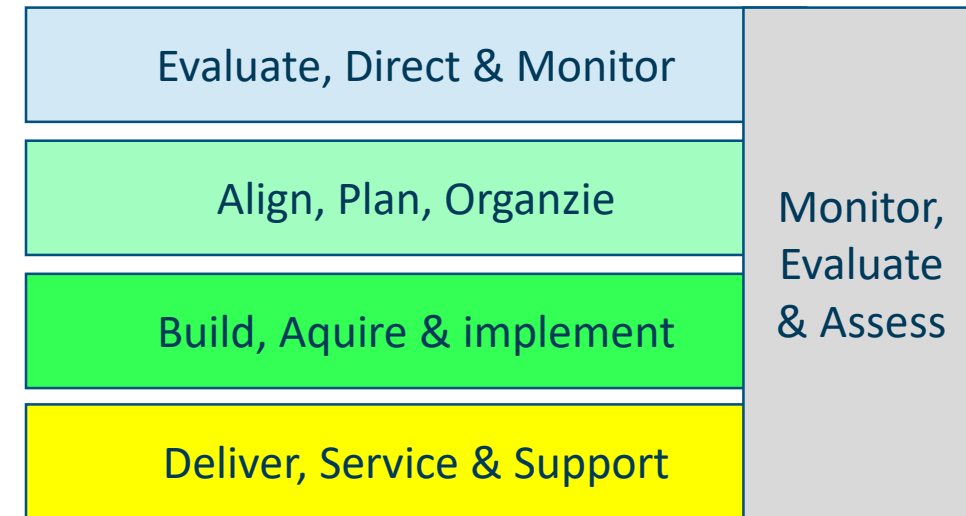 Evaluate, Direct & Monitor
Align, Plan, Organzie
Build, Aquire & implement
Deliver, Service & Support
Monitor,
Evaluate
& Assess